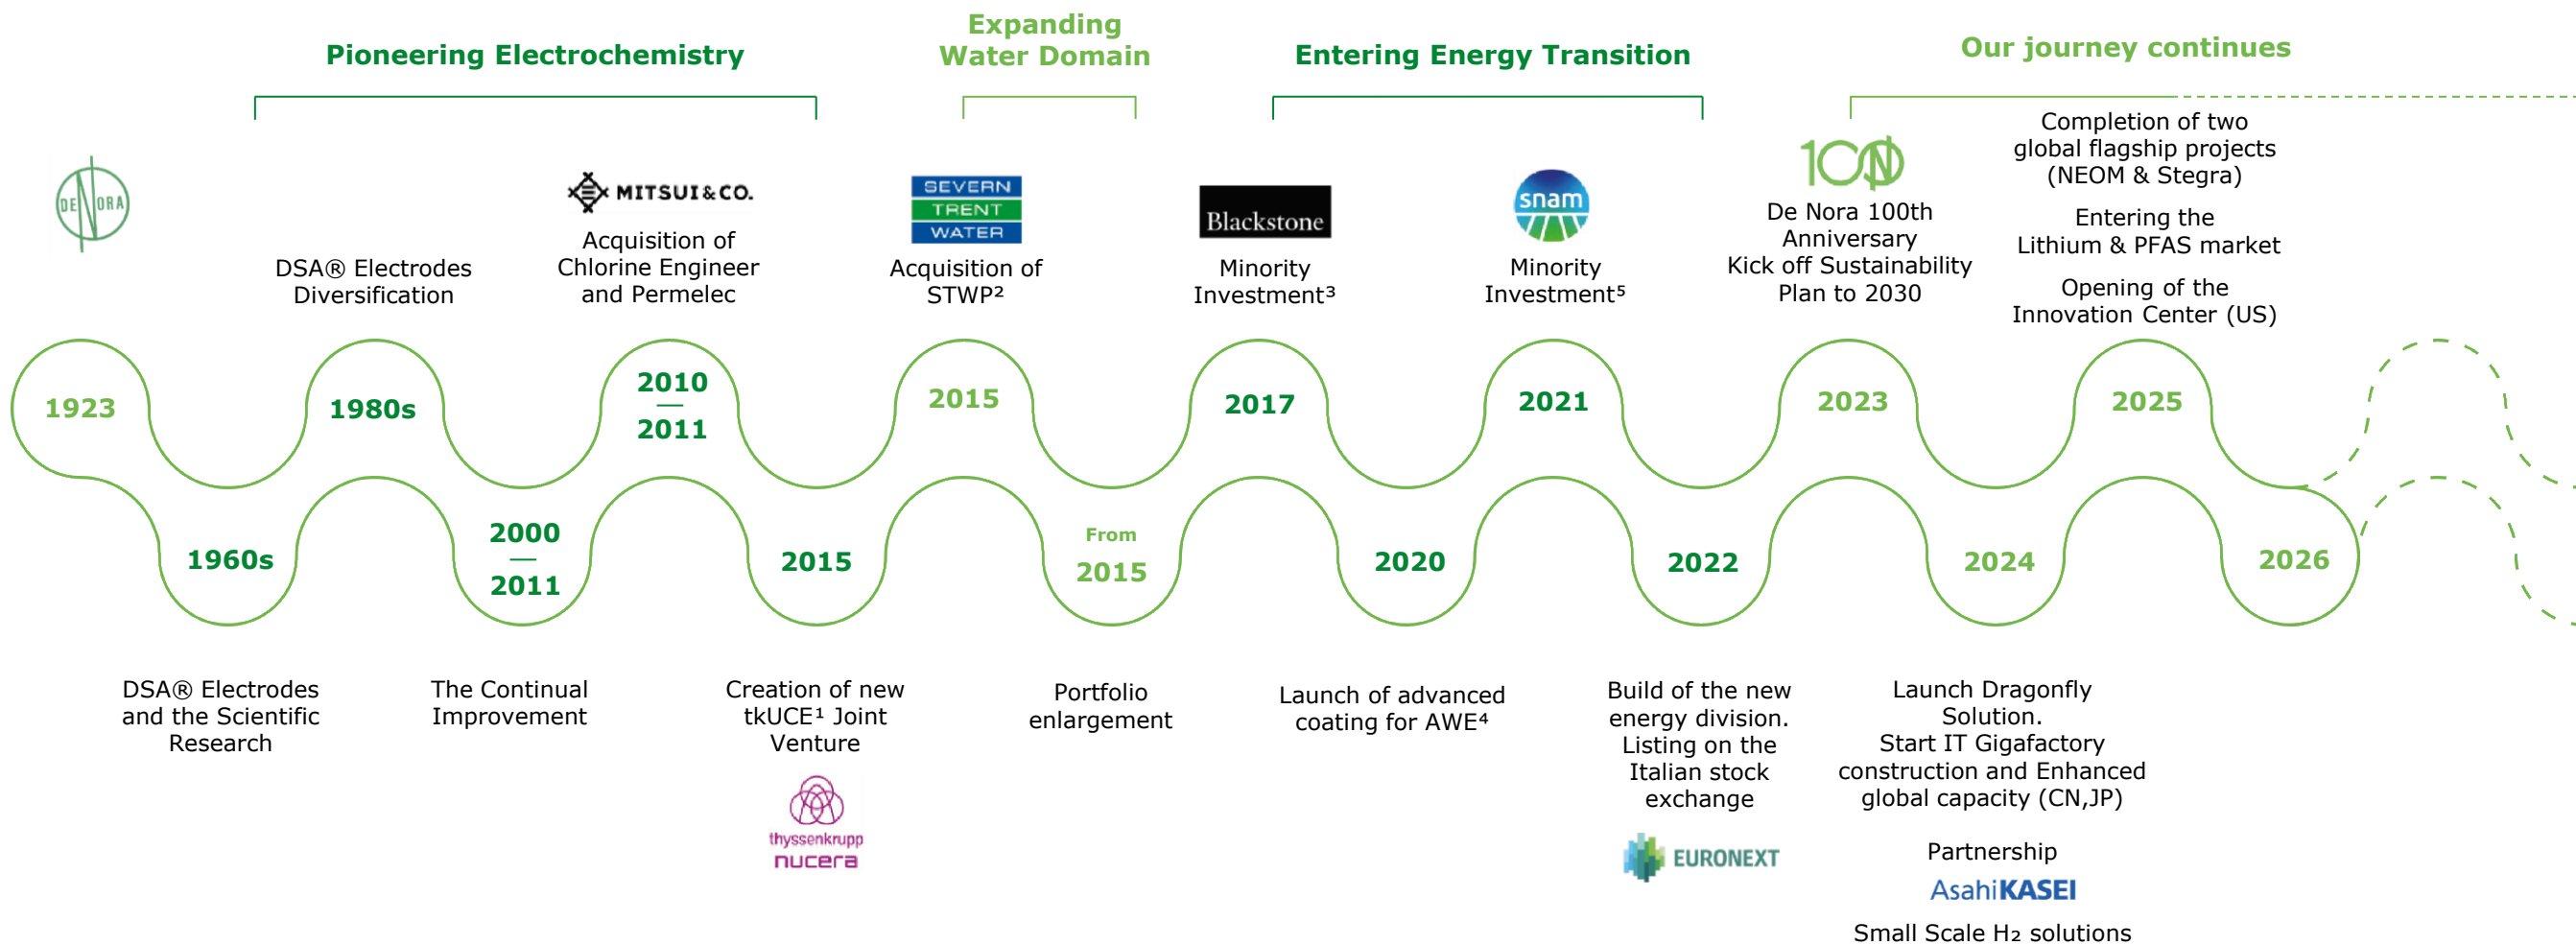 Pioneering Electrochemistry
Expanding
Water Domain
Entering Energy Transition
Our journey continues
DE NORA
DSA® Electrodes
Diversification
MITSUI & CO.
Acquisition of
Chlorine Engineer
and Permelec
SEVERN
TRENT
WATER
Acquisition of
STWP²
Blackstone
Minority
Investment³
snam
Minority
Investment⁵
100
De Nora 100th
Anniversary
Kick off Sustainability
Plan to 2030
Completion of two
global flagship projects
(NEOM & Stegra)
Entering the
Lithium & PFAS market
Opening of the
Innovation Center (US)
1923
1980s
2010
—
2011
2015
2017
2021
2023
2025
1960s
2000
—
2011
2015
From
2015
2020
2022
2024
2026
DSA® Electrodes
and the Scientific
Research
The Continual
Improvement
Creation of new
tkUCE¹ Joint
Venture
thyssenkrupp
nucera
Portfolio
enlargement
Launch of advanced
coating for AWE⁴
Build of the new
energy division.
Listing on the
Italian stock
exchange
EURONEXT
Launch Dragonfly
Solution.
Start IT Gigafactory
construction and Enhanced
global capacity (CN,JP)
Partnership
AsahiKASEI
Small Scale H₂ solutions